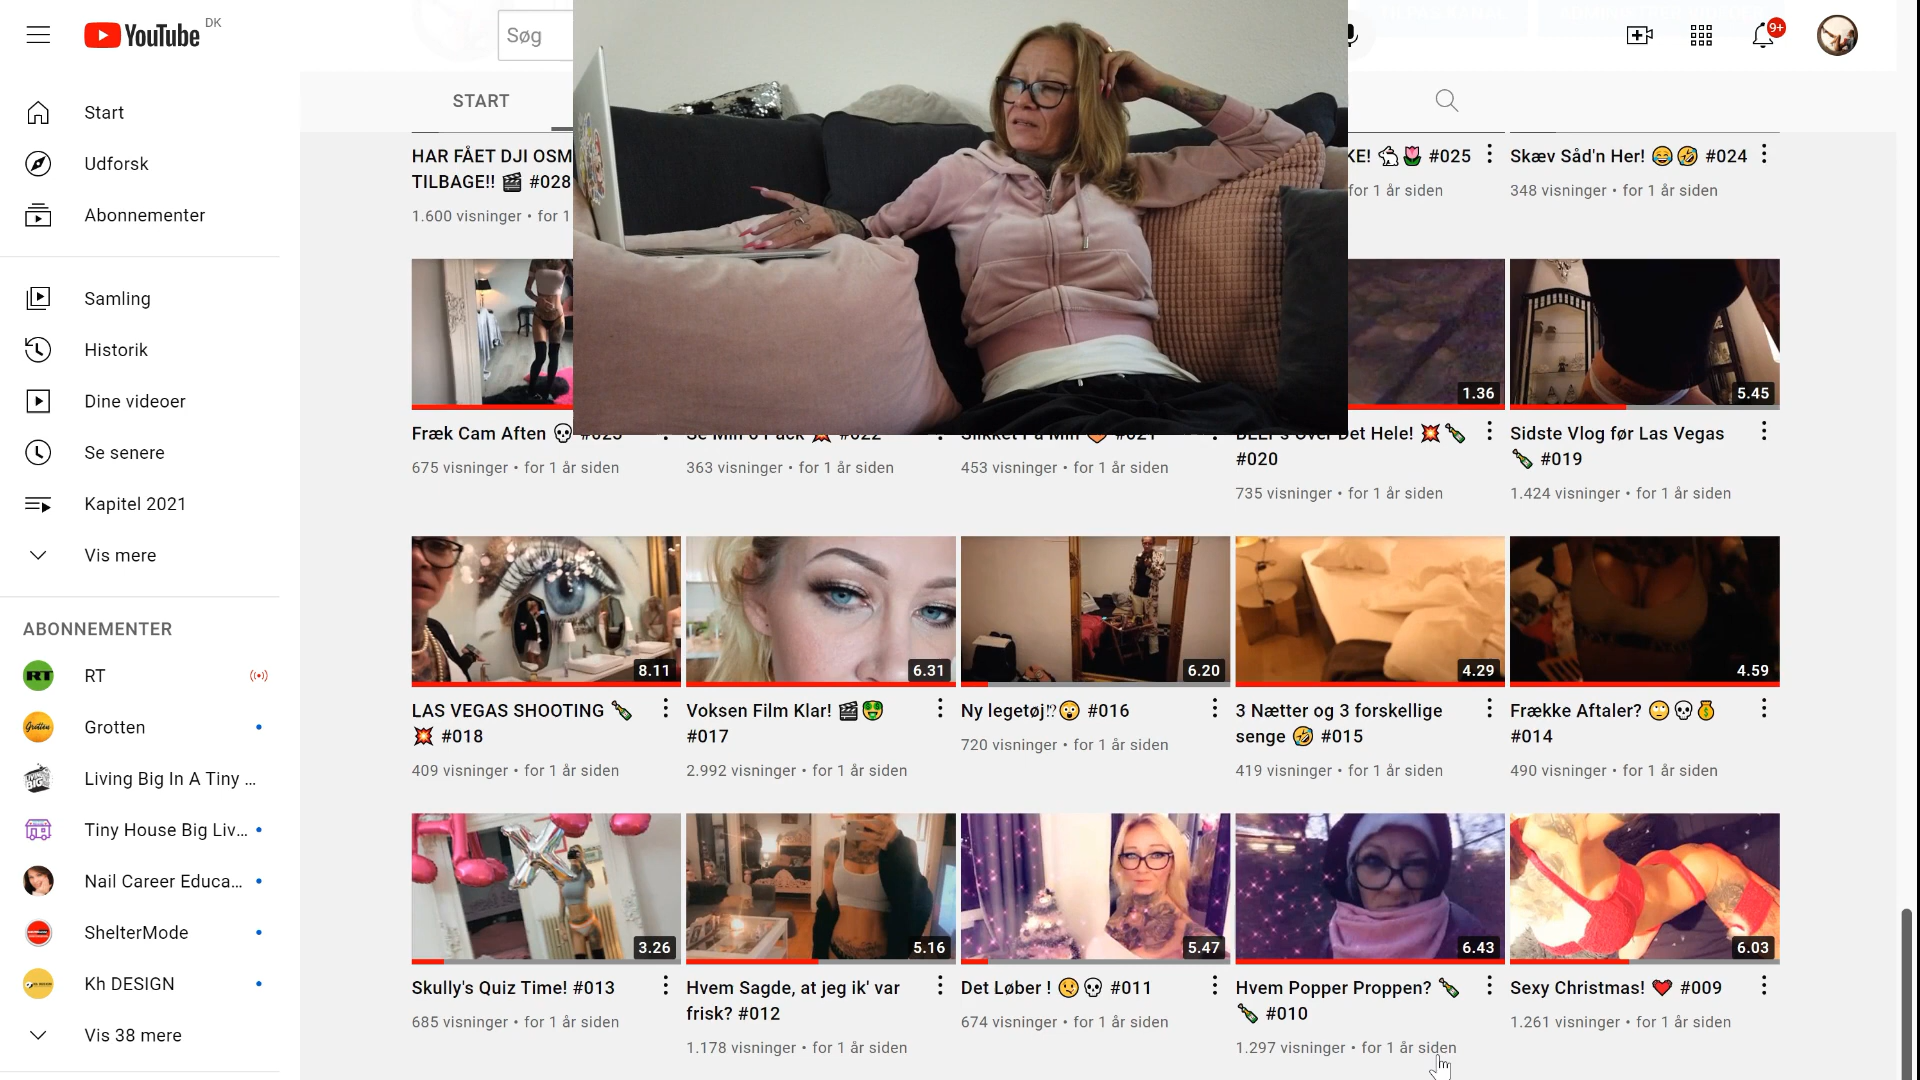 YouTube DK
Søg
9+
Start
Udforsk
Abonnementer
Samling
Historik
Dine videoer
Se senere
Kapitel 2021
Vis mere
ABONNEMENTER
RT
RT
Grotten
Grotten
Living Big In A Tiny ...
Tiny House Big Liv...
Nail Career Educa...
ShelterMode
Kh DESIGN
Vis 38 mere
START
HAR FÅET DJI OSM
TILBAGE!! 🎬 #028
1.600 visninger • for 1
KE! 🐇🌷 #025
for 1 år siden
Skæv Såd'n Her! 😂🤣 #024
348 visninger • for 1 år siden
1.36
5.45
Fræk Cam Aften 💀 #023
675 visninger • for 1 år siden
#022
363 visninger • for 1 år siden
#021
453 visninger • for 1 år siden
Det Hele! 💥🍾
#020
735 visninger • for 1 år siden
Sidste Vlog før Las Vegas
🍾 #019
1.424 visninger • for 1 år siden
8.11
6.31
6.20
4.29
4.59
LAS VEGAS SHOOTING 🍾
💥 #018
409 visninger • for 1 år siden
Voksen Film Klar! 🎬🤑
#017
2.992 visninger • for 1 år siden
Ny legetøj⁉😲 #016
720 visninger • for 1 år siden
3 Nætter og 3 forskellige
senge 🤣 #015
419 visninger • for 1 år siden
Frække Aftaler? 🙄💀💰
#014
490 visninger • for 1 år siden
3.26
5.16
5.47
6.43
6.03
Skully's Quiz Time! #013
685 visninger • for 1 år siden
Hvem Sagde, at jeg ik' var
frisk? #012
1.178 visninger • for 1 år siden
Det Løber ! 🤨💀 #011
674 visninger • for 1 år siden
Hvem Popper Proppen? 🍾
🍾 #010
1.297 visninger • for 1 år siden
Sexy Christmas! ❤️ #009
1.261 visninger • for 1 år siden